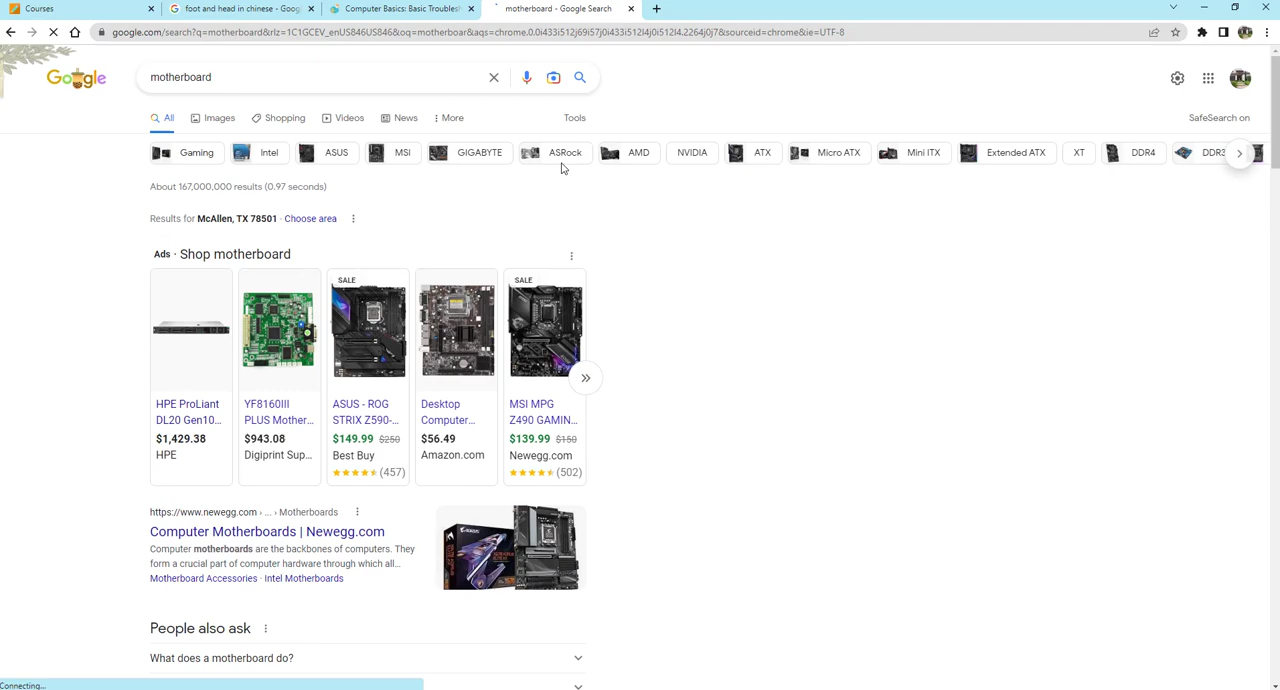 Courses
foot and head in chinese - Goog
Computer Basics: Basic Troubles
motherboard - Google Search
google.com/search?q=motherboard&rlz=1C1GCEV_enUS846US846&oq=motherboar&aqs=chrome.0.0i433i512j69i57j0i433i512l4j0i512l4.2264j0j7&sourceid=chrome&ie=UTF-8
Google
motherboard
All
Images
Shopping
Videos
News
More
Tools
SafeSearch on
Gaming
Intel
ASUS
MSI
GIGABYTE
ASRock
AMD
NVIDIA
ATX
Micro ATX
Mini ITX
Extended ATX
XT
DDR4
DDR3
About 167,000,000 results (0.97 seconds)
Results for McAllen, TX 78501 · Choose area
Ads · Shop motherboard
HPE ProLiant
DL20 Gen10...
$1,429.38
HPE
YF8160III
PLUS Mother...
$943.08
Digiprint Sup...
SALE
ASUS - ROG
STRIX Z590-...
$149.99 $250
Best Buy
(457)
Desktop
Computer...
$56.49
Amazon.com
SALE
MSI MPG
Z490 GAMIN...
$139.99 $150
Newegg.com
(502)
https://www.newegg.com › ... › Motherboards
Computer Motherboards | Newegg.com
Computer motherboards are the backbones of computers. They
form a crucial part of computer hardware through which all...
Motherboard Accessories · Intel Motherboards
People also ask
What does a motherboard do?
Connecting...